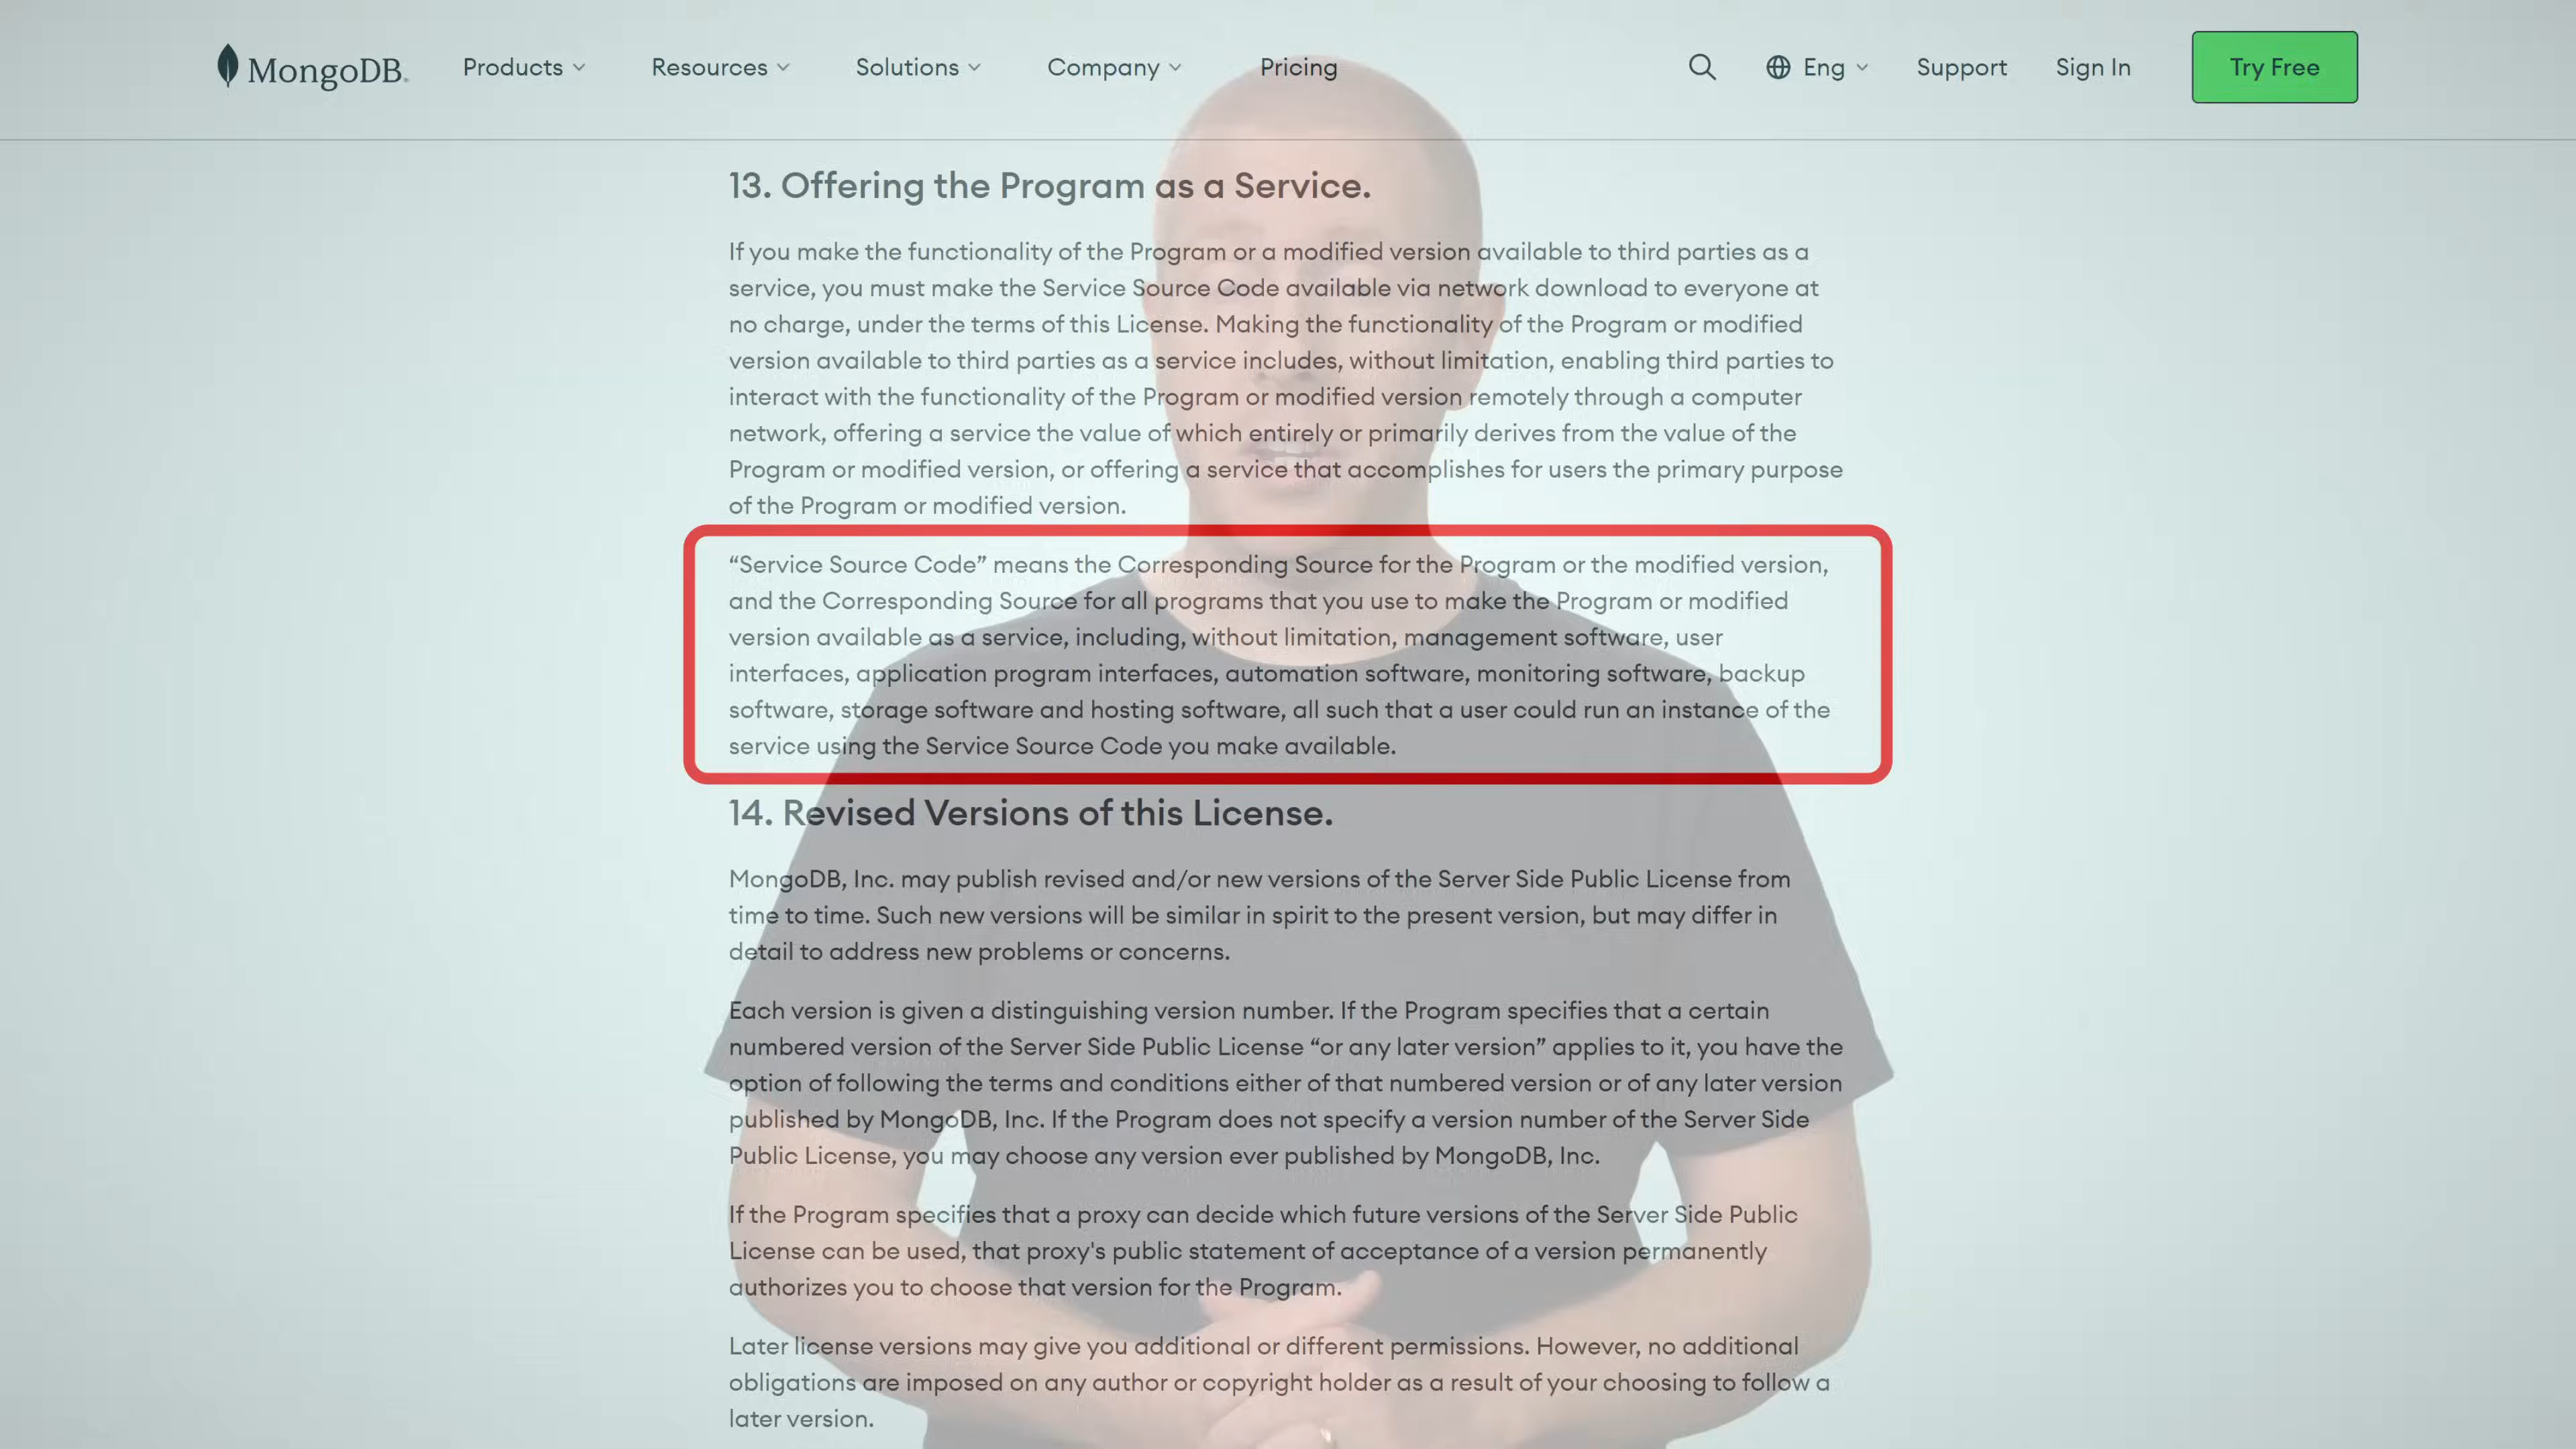 MongoDB.
Products
Resources
Solutions
Company
Pricing
Eng
Support
Sign In
Try Free
13. Offering the Program as a Service.
If you make the functionality of the Program or a modified version available to third parties as a
service, you must make the Service Source Code available via network download to everyone at
no charge, under the terms of this License. Making the functionality of the Program or modified
version available to third parties as a service includes, without limitation, enabling third parties to
interact with the functionality of the Program or modified version remotely through a computer
network, offering a service the value of which entirely or primarily derives from the value of the
Program or modified version, or offering a service that accomplishes for users the primary purpose
of the Program or modified version.
“Service Source Code” means the Corresponding Source for the Program or the modified version,
and the Corresponding Source for all programs that you use to make the Program or modified
version available as a service, including, without limitation, management software, user
interfaces, application program interfaces, automation software, monitoring software, backup
software, storage software and hosting software, all such that a user could run an instance of the
service using the Service Source Code you make available.
14. Revised Versions of this License.
MongoDB, Inc. may publish revised and/or new versions of the Server Side Public License from
time to time. Such new versions will be similar in spirit to the present version, but may differ in
detail to address new problems or concerns.
Each version is given a distinguishing version number. If the Program specifies that a certain
numbered version of the Server Side Public License “or any later version” applies to it, you have the
option of following the terms and conditions either of that numbered version or of any later version
published by MongoDB, Inc. If the Program does not specify a version number of the Server Side
Public License, you may choose any version ever published by MongoDB, Inc.
If the Program specifies that a proxy can decide which future versions of the Server Side Public
License can be used, that proxy's public statement of acceptance of a version permanently
authorizes you to choose that version for the Program.
Later license versions may give you additional or different permissions. However, no additional
obligations are imposed on any author or copyright holder as a result of your choosing to follow a
later version.